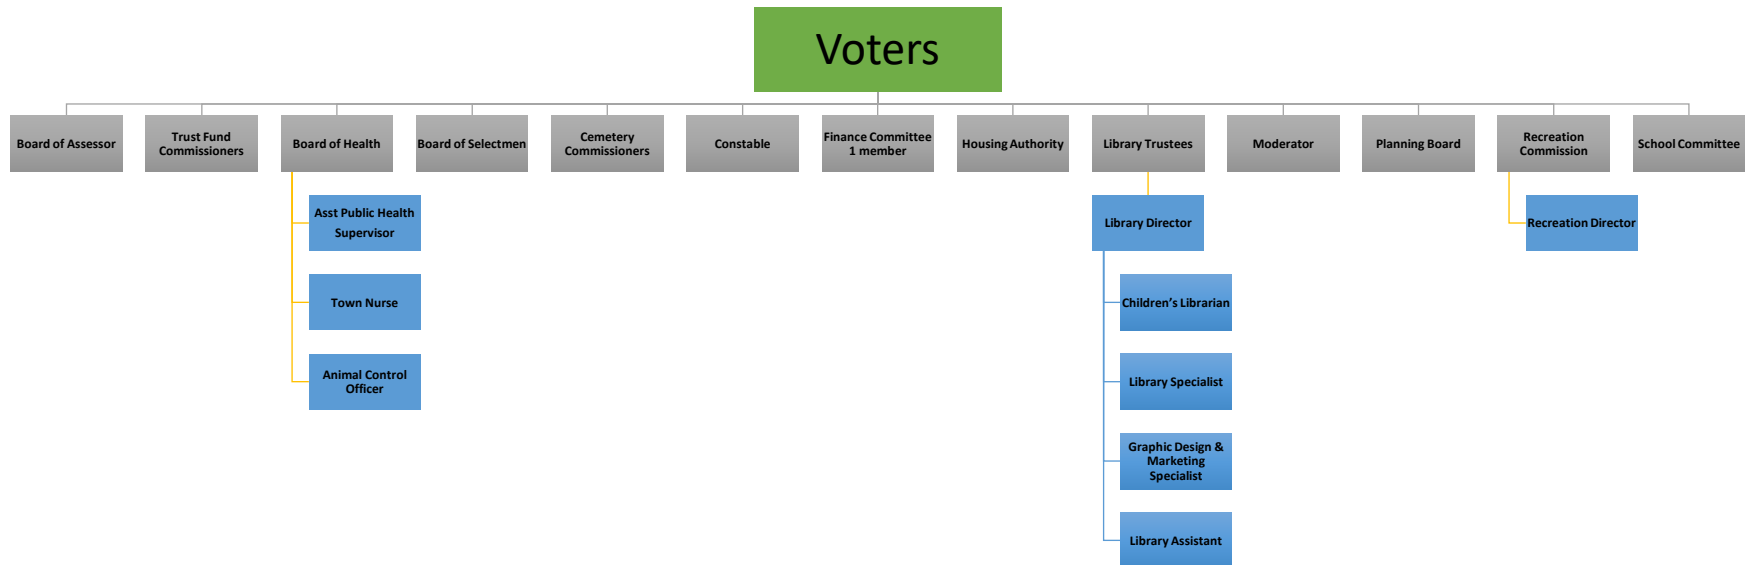 Voters
Board of Assessor
Trust Fund
Commissioners
Board of Health
Board of Selectmen
Cemetery
Commissioners
Constable
Finance Committee
1 member
Housing Authority
Library Trustees
Moderator
Planning Board
Recreation
Commission
School Committee
Asst Public Health
Supervisor
Town Nurse
Animal Control
Officer
Library Director
Children's Librarian
Library Specialist
Graphic Design &
Marketing
Specialist
Library Assistant
Recreation Director